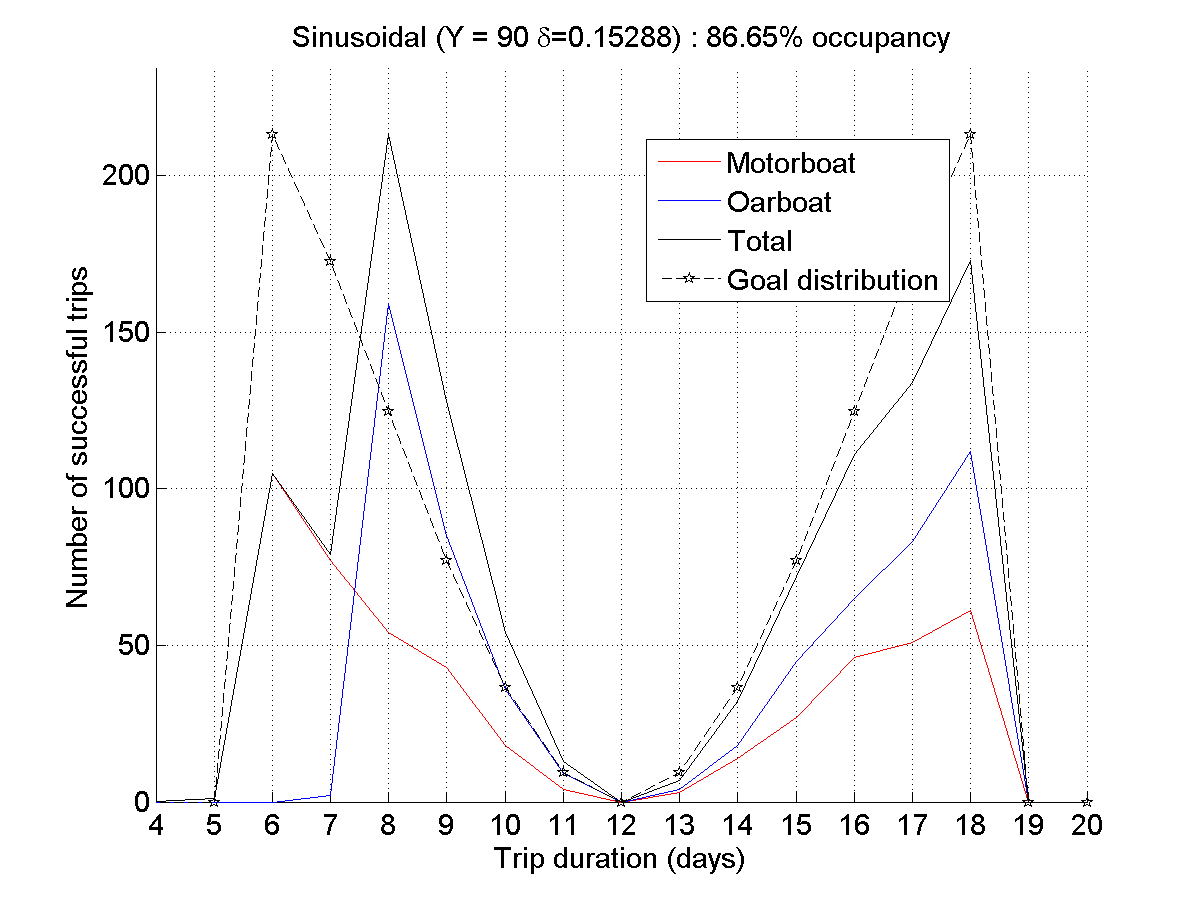 Sinusoidal (Y = 90 δ=0.15288) : 86.65% occupancy
Number of successful trips
200
150
100
50
0
Motorboat
Oarboat
Total
Goal distribution
4 5 6 7 8 9 10 11 12 13 14 15 16 17 18 19 20
Trip duration (days)